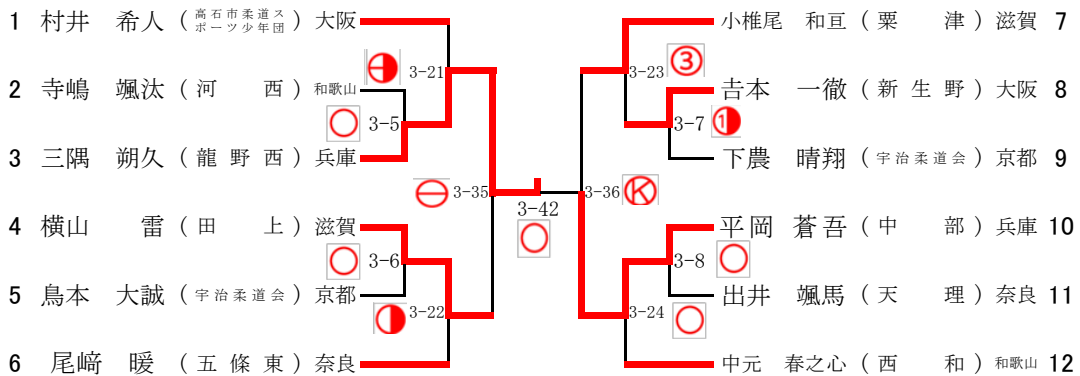 1 村井 希人 (高石市柔道スポーツ少年団) 大阪
2 寺嶋 颯汰 (河 西) 和歌山
3 三隅 朔久 (龍野西) 兵庫
4 横山 雷 (田 上) 滋賀
5 鳥本 大誠 (宇治柔道会) 京都
6 尾﨑 暖 (五條東) 奈良
3-21
3-5
3-35
3-6
3-22
3-42
小椎尾 和亘 (粟 津) 滋賀 7
𠮷本 一徹 (新生野) 大阪 8
下農 晴翔 (宇治柔道会) 京都 9
平岡 蒼吾 (中 部) 兵庫 10
出井 颯馬 (天 理) 奈良 11
中元 春之心 (西 和) 和歌山 12
3-23 ③
3-7 1
3-36 K
3-8
3-24